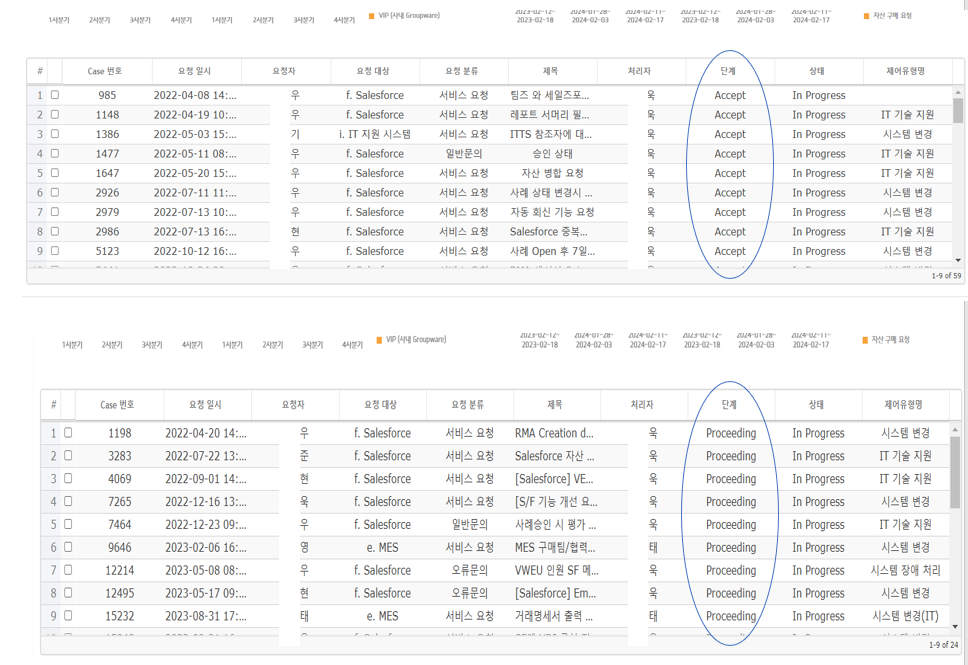 1사분기 2사분기 3사분기 4사분기 1사분기 2사분기 3사분기 4사분기 VIP (사내 Groupware) 2023-02-12~ 2024-01-28~ 2024-02-11~ 2023-02-12~ 2024-01-28~ 2024-02-11~ 자산 구매 요청
2023-02-18 2024-02-03 2024-02-17 2023-02-18 2024-02-03 2024-02-17
# Case 번호 요청 일시 요청자 요청 대상 요청 분류 제목 처리자 단계 상태 제어유형명
1 985 2022-04-08 14:... 우 f. Salesforce 서비스 요청 팀즈 와 세일즈포... 욱 Accept In Progress
2 1148 2022-04-19 10:... 우 f. Salesforce 서비스 요청 레포트 서머리 필... 욱 Accept In Progress IT 기술 지원
3 1386 2022-05-03 15:... 기 i. IT 지원 시스템 서비스 요청 ITTS 참조자에 대... 욱 Accept In Progress 시스템 변경
4 1477 2022-05-11 08:... 우 f. Salesforce 일반문의 승인 상태 욱 Accept In Progress IT 기술 지원
5 1647 2022-05-20 15:... 우 f. Salesforce 서비스 요청 자산 병합 요청 욱 Accept In Progress IT 기술 지원
6 2926 2022-07-11 11:... 우 f. Salesforce 서비스 요청 사례 상태 변경시 ... 욱 Accept In Progress 시스템 변경
7 2979 2022-07-13 10:... 우 f. Salesforce 서비스 요청 자동 회신 기능 요청 욱 Accept In Progress 시스템 변경
8 2986 2022-07-13 16:... 현 f. Salesforce 서비스 요청 Salesforce 중복... 욱 Accept In Progress IT 기술 지원
9 5123 2022-10-12 16:... 우 f. Salesforce 서비스 요청 사례 Open 후 7일... 욱 Accept In Progress 시스템 변경
1-9 of 59
1사분기 2사분기 3사분기 4사분기 1사분기 2사분기 3사분기 4사분기 VIP (사내 Groupware) 2023-02-12~ 2024-01-28~ 2024-02-11~ 2023-02-12~ 2024-01-28~ 2024-02-11~ 자산 구매 요청
2023-02-18 2024-02-03 2024-02-17 2023-02-18 2024-02-03 2024-02-17
# Case 번호 요청 일시 요청자 요청 대상 요청 분류 제목 처리자 단계 상태 제어유형명
1 1198 2022-04-20 14:... 우 f. Salesforce 서비스 요청 RMA Creation d... 욱 Proceeding In Progress 시스템 변경
2 3283 2022-07-22 13:... 준 f. Salesforce 서비스 요청 Salesforce 자산 ... 욱 Proceeding In Progress IT 기술 지원
3 4069 2022-09-01 14:... 현 f. Salesforce 서비스 요청 [Salesforce] VE... 욱 Proceeding In Progress IT 기술 지원
4 7265 2022-12-16 13:... 욱 f. Salesforce 서비스 요청 [S/F 기능 개선 요... 욱 Proceeding In Progress 시스템 변경
5 7464 2022-12-23 09:... 우 f. Salesforce 일반문의 사례승인 시 평가 ... 욱 Proceeding In Progress IT 기술 지원
6 9646 2023-02-06 16:... 영 e. MES 서비스 요청 MES 구매팀/협력... 태 Proceeding In Progress 시스템 변경
7 12214 2023-05-08 08:... 우 f. Salesforce 오류문의 VWEU 인원 SF 메... 욱 Proceeding In Progress 시스템 장애 처리
8 12495 2023-05-17 09:... 현 f. Salesforce 오류문의 [Salesforce] Em... 욱 Proceeding In Progress 시스템 변경
9 15232 2023-08-31 17:... 태 e. MES 서비스 요청 거래명세서 출력 ... 태 Proceeding In Progress 시스템 변경(IT)
1-9 of 24